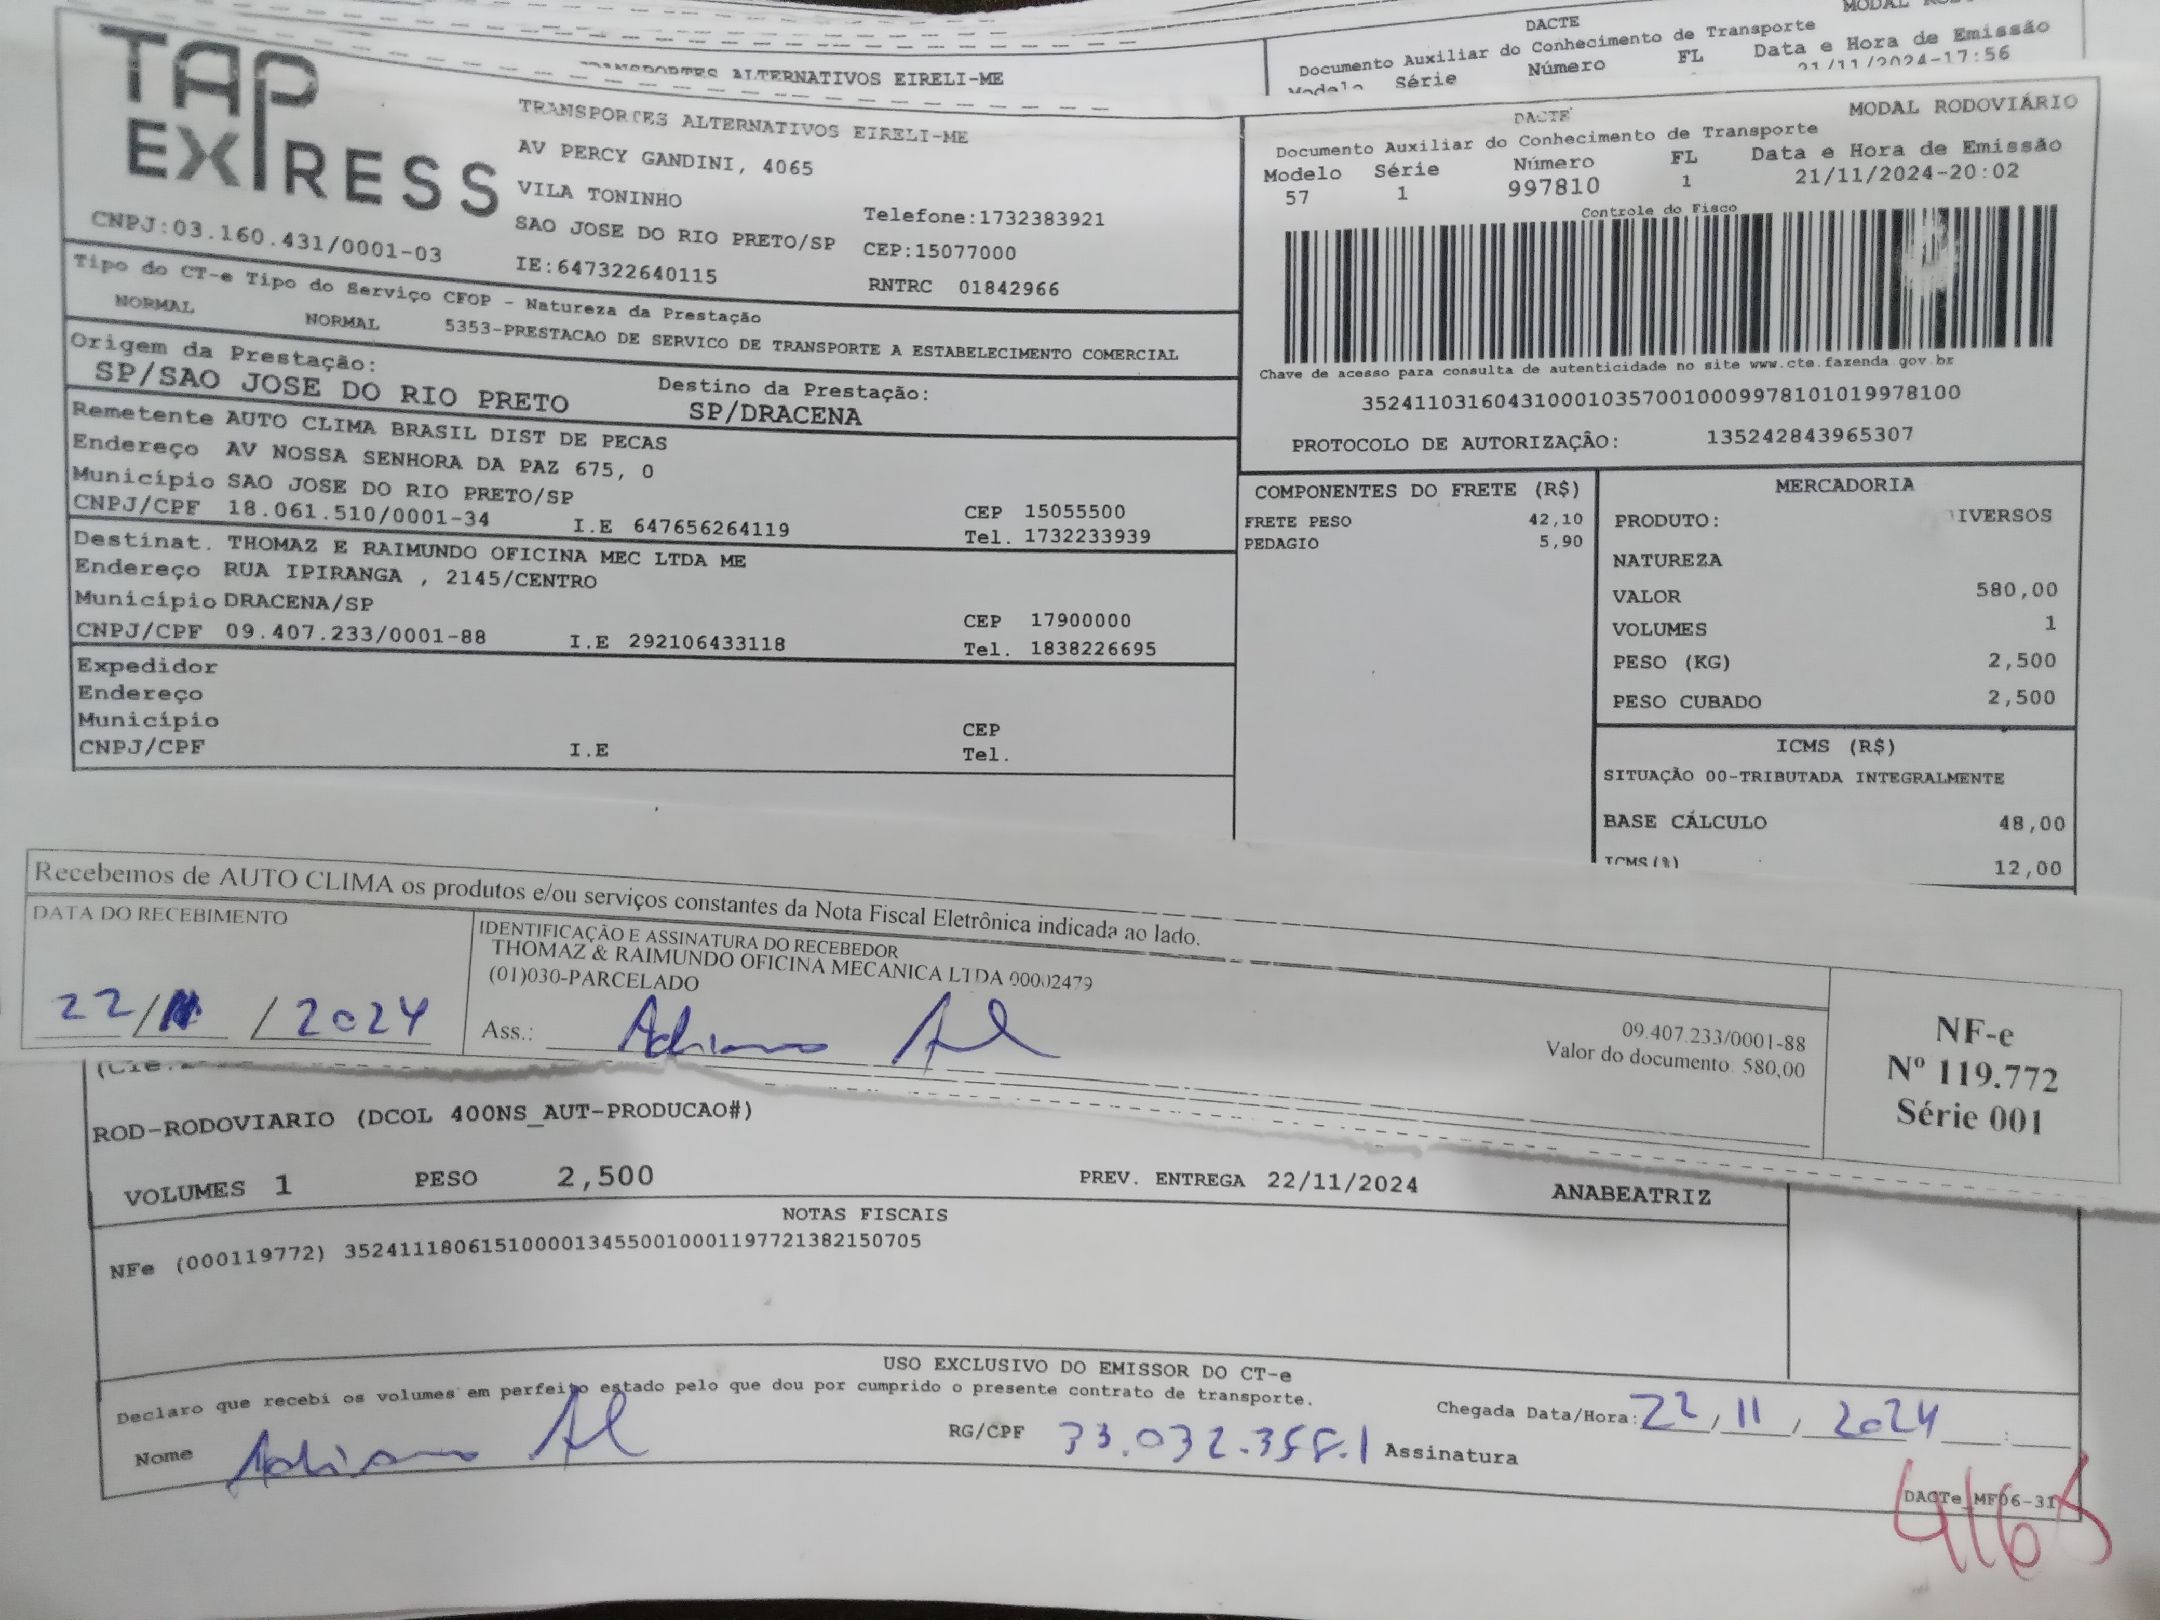 DACTE
MODAL
Documento Auxiliar do Conhecimento de Transporte
Série Número FL Data e Hora de Emissão
21/11/2024-17:56
TRANSPORTES ALTERNATIVOS EIRELI-ME
TAP
EXPRESS
CNPJ:03.160.431/0001-03
TRANSPORTES ALTERNATIVOS EIRELI-ME
AV PERCY GANDINI, 4065
VILA TONINHO
Telefone:1732383921
SAO JOSE DO RIO PRETO/SP CEP:15077000
IE:647322640115 RNTRC 01842966
DACTE
MODAL RODOVIÁRIO
Documento Auxiliar do Conhecimento de Transporte
Modelo Série Número FL Data e Hora de Emissão
57 1 997810 1 21/11/2024-20:02
Controle do Fisco
Chave de acesso para consulta de autenticidade no site www.cte.fazenda.gov.br
35241103160431000103570010009978101019978100
PROTOCOLO DE AUTORIZAÇÃO: 135242843965307
Tipo do CT-e Tipo do Serviço CFOP - Natureza da Prestação
NORMAL NORMAL 5353-PRESTACAO DE SERVICO DE TRANSPORTE A ESTABELECIMENTO COMERCIAL
Origem da Prestação: Destino da Prestação:
SP/SAO JOSE DO RIO PRETO SP/DRACENA
Remetente AUTO CLIMA BRASIL DIST DE PECAS
Endereço AV NOSSA SENHORA DA PAZ 675, 0
Município SAO JOSE DO RIO PRETO/SP CEP 15055500
CNPJ/CPF 18.061.510/0001-34 I.E 647656264119 Tel. 1732233939
Destinat. THOMAZ E RAIMUNDO OFICINA MEC LTDA ME
Endereço RUA IPIRANGA , 2145/CENTRO
Município DRACENA/SP CEP 17900000
CNPJ/CPF 09.407.233/0001-88 I.E 292106433118 Tel. 1838226695
Expedidor
Endereço
Município CEP
CNPJ/CPF I.E Tel.
COMPONENTES DO FRETE (R$)
FRETE PESO 42,10
PEDAGIO 5,90
MERCADORIA
PRODUTO: IVERSOS
NATUREZA
VALOR 580,00
VOLUMES 1
PESO (KG) 2,500
PESO CUBADO 2,500
ICMS (R$)
SITUAÇÃO 00-TRIBUTADA INTEGRALMENTE
BASE CÁLCULO 48,00
ICMS(%) 12,00
Recebemos de AUTO CLIMA os produtos e/ou serviços constantes da Nota Fiscal Eletrônica indicada ao lado.
DATA DO RECEBIMENTO
22/11/2024
IDENTIFICAÇÃO E ASSINATURA DO RECEBEDOR
THOMAZ & RAIMUNDO OFICINA MECANICA LTDA 00002479
(01)030-PARCELADO
Ass.: Adriano
09.407.233/0001-88
Valor do documento: 580,00
NF-e
Nº 119.772
Série 001
ROD-RODOVIARIO (DCOL 400NS_AUT-PRODUCAO#)
VOLUMES 1 PESO 2,500 PREV. ENTREGA 22/11/2024 ANABEATRIZ
NOTAS FISCAIS
NFe (000119772) 35241118061510000134550010001197721382150705
USO EXCLUSIVO DO EMISSOR DO CT-e
Declaro que recebi os volumes em perfeito estado pelo que dou por cumprido o presente contrato de transporte.
Chegada Data/Hora: 22/11/2024 __:__
Nome Adriano RG/CPF Assinatura
DACTe_MF06-31